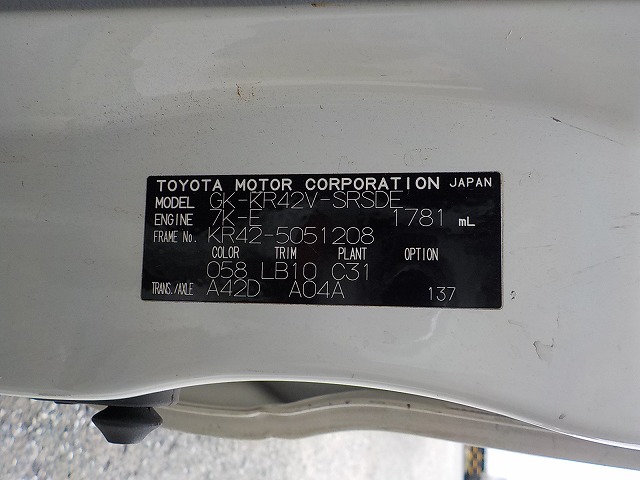 TOYOTA MOTOR CORPORATION JAPAN
MODEL GK-KR42V-SRSDE
ENGINE 7K-E 1781 mL
FRAME No. KR42-5051208
COLOR TRIM PLANT OPTION
058 LB10 C31
TRANS./AXLE A42D A04A 137